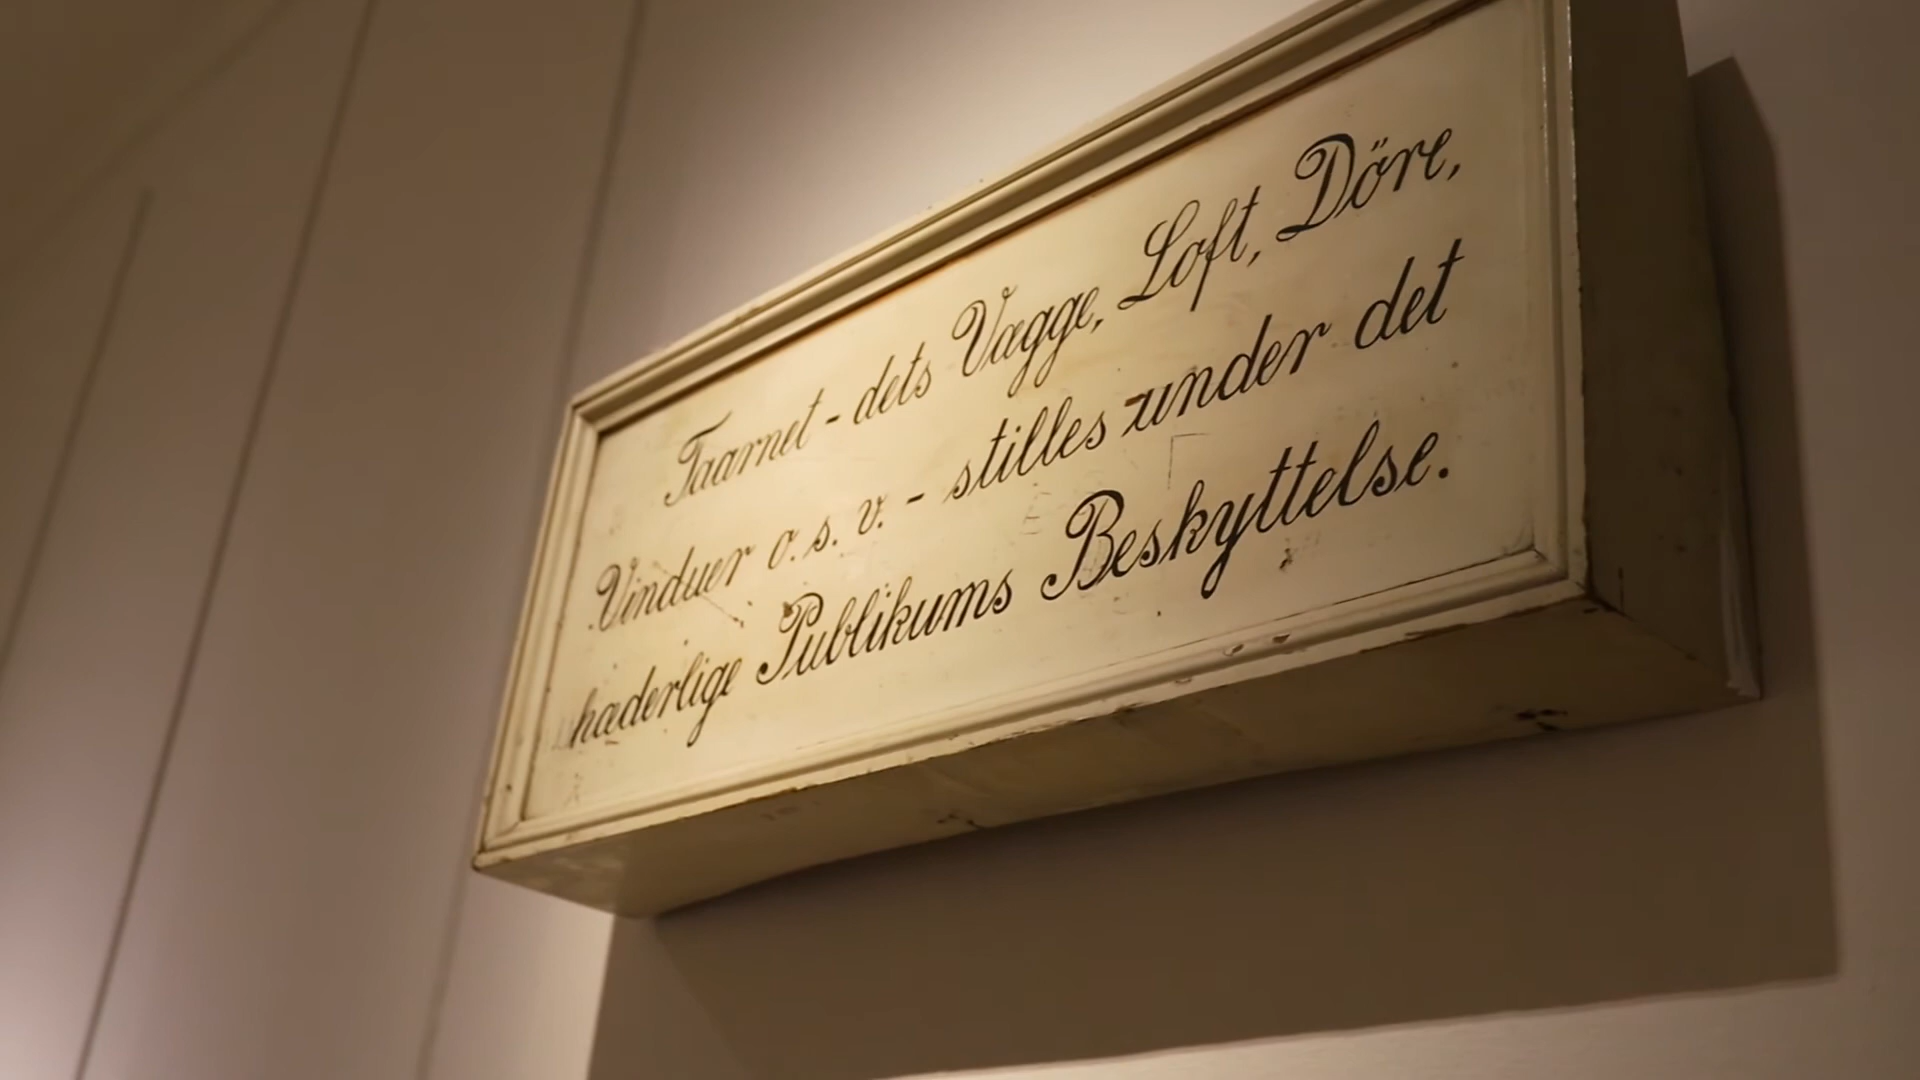 Taarnet - dets Vægge, Loft, Döre,
Vinduer o. s. v. - stilles under det
hæderlige Publikums Beskyttelse.